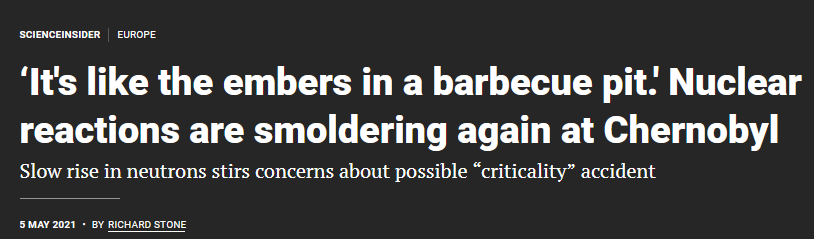 SCIENCEINSIDER | EUROPE
‘It's like the embers in a barbecue pit.' Nuclear
reactions are smoldering again at Chernobyl
Slow rise in neutrons stirs concerns about possible “criticality” accident
5 MAY 2021 • BY RICHARD STONE